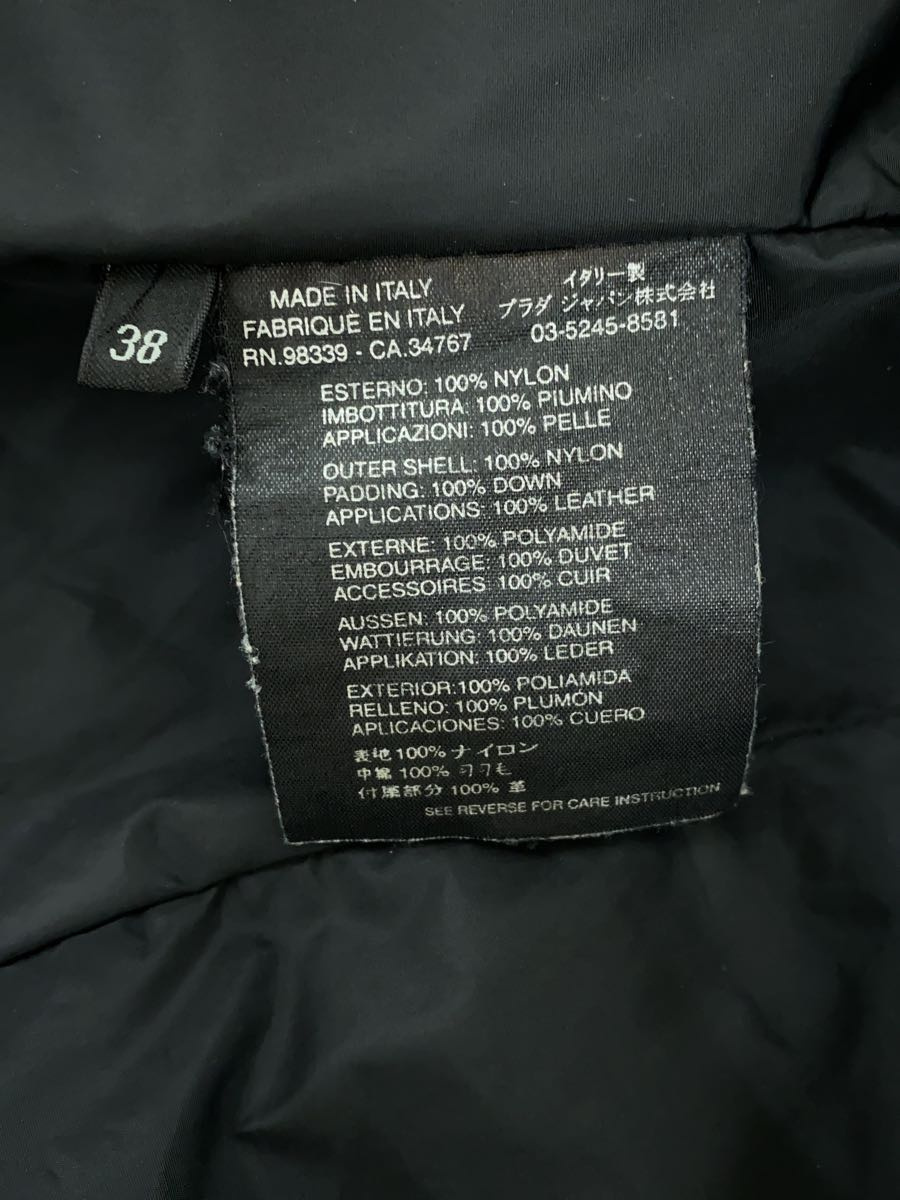 38
MADE IN ITALY
FABRIQUÉ EN ITALY
RN.98339 - CA.34767
イタリー製
プラダ ジャパン株式会社
03-5245-8581
ESTERNO: 100% NYLON
IMBOTTITURA: 100% PIUMINO
APPLICAZIONI: 100% PELLE
OUTER SHELL: 100% NYLON
PADDING: 100% DOWN
APPLICATIONS: 100% LEATHER
EXTERNE: 100% POLYAMIDE
EMBOURRAGE: 100% DUVET
ACCESSOIRES: 100% CUIR
AUSSEN: 100% POLYAMIDE
WATTIERUNG: 100% DAUNEN
APPLIKATION: 100% LEDER
EXTERIOR:100% POLIAMIDA
RELLENO: 100% PLUMÓN
APLICACIONES: 100% CUERO
表地 100% ナイロン
中綿 100%
付属部分 100% 革
SEE REVERSE FOR CARE INSTRUCTION